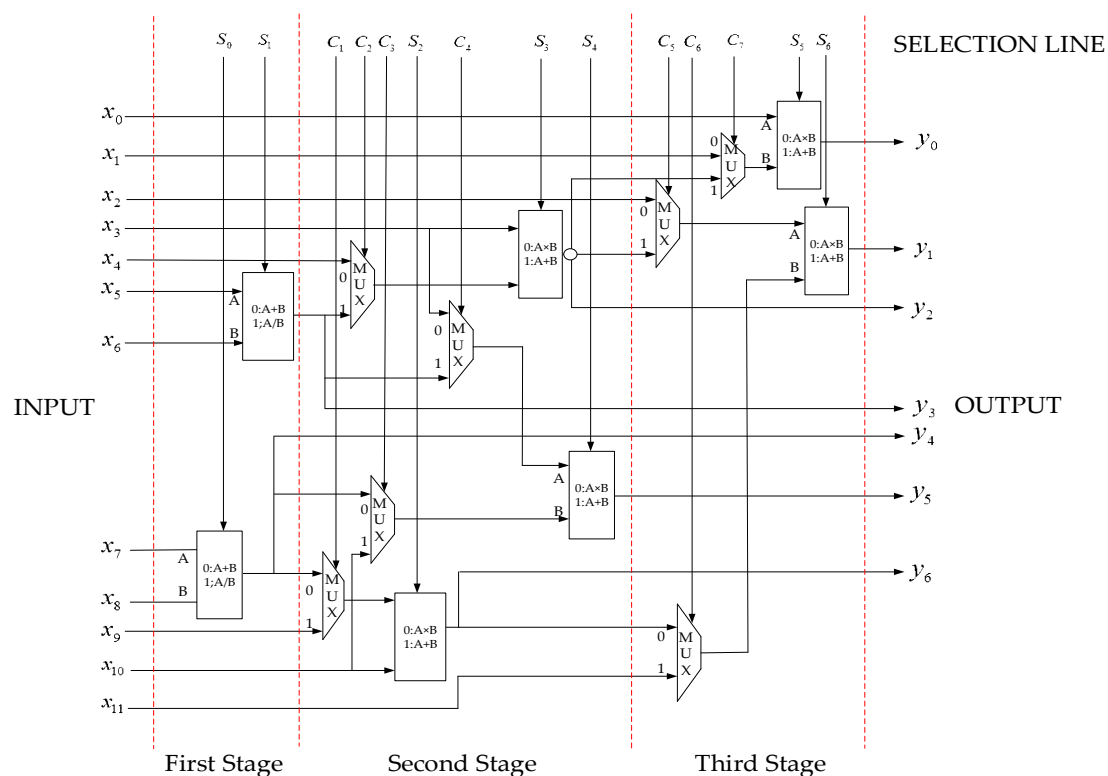 S0 S1 C1 C2 C3 S2 C4 S3 S4 C5 C6 C7 S5 S6
SELECTION LINE
x0
x1
x2
x3
x4
x5
x6
x7
x8
x9
x10
x11
INPUT
A
B
0:A+B
1;A/B
A
B
0:A+B
1;A/B
0
1
M
U
X
0
1
M
U
X
0
1
M
U
X
0
1
M
U
X
0:A×B
1:A+B
0:A×B
1:A+B
A
B
0:A×B
1:A+B
0
1
M
U
X
0
1
M
U
X
0
1
M
U
X
A
B
0:A×B
1:A+B
A
B
0:A×B
1:A+B
y0
y1
y2
y3
y4
y5
y6
OUTPUT
First Stage
Second Stage
Third Stage